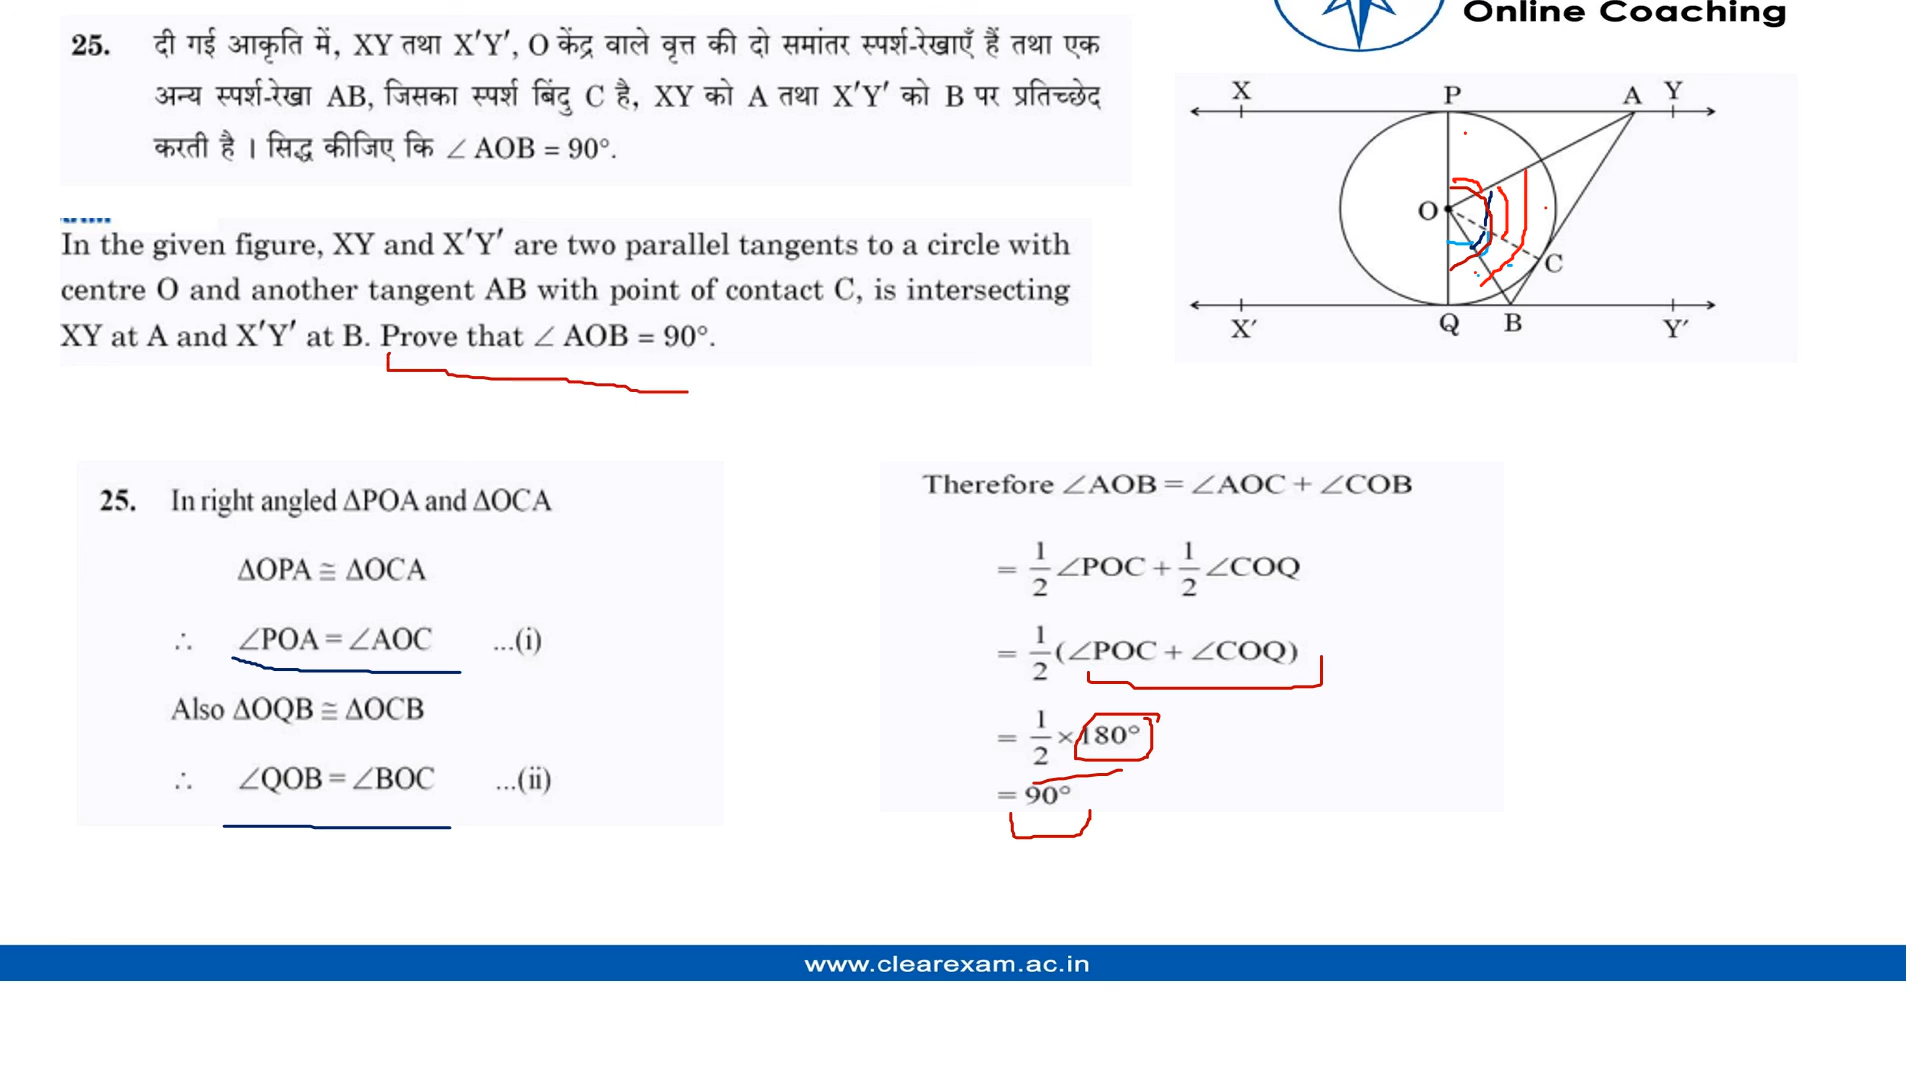 Online Coaching
25. दी गई आकृति में, XY तथा X′Y′, O केंद्र वाले वृत्त की दो समांतर स्पर्श-रेखाएँ हैं तथा एक
अन्य स्पर्श-रेखा AB, जिसका स्पर्श बिंदु C है, XY को A तथा X′Y′ को B पर प्रतिच्छेद
करती है । सिद्ध कीजिए कि ∠ AOB = 90°.
X P A Y
O
C
X′ Q B Y′
In the given figure, XY and X′Y′ are two parallel tangents to a circle with
centre O and another tangent AB with point of contact C, is intersecting
XY at A and X′Y′ at B. Prove that ∠ AOB = 90°.
25. In right angled ΔPOA and ΔOCA
ΔOPA ≅ ΔOCA
∴ ∠POA = ∠AOC ...(i)
Also ΔOQB ≅ ΔOCB
∴ ∠QOB = ∠BOC ...(ii)
Therefore ∠AOB = ∠AOC + ∠COB
= 1/2 ∠POC + 1/2 ∠COQ
= 1/2 (∠POC + ∠COQ)
= 1/2 × 180°
= 90°
www.clearexam.ac.in